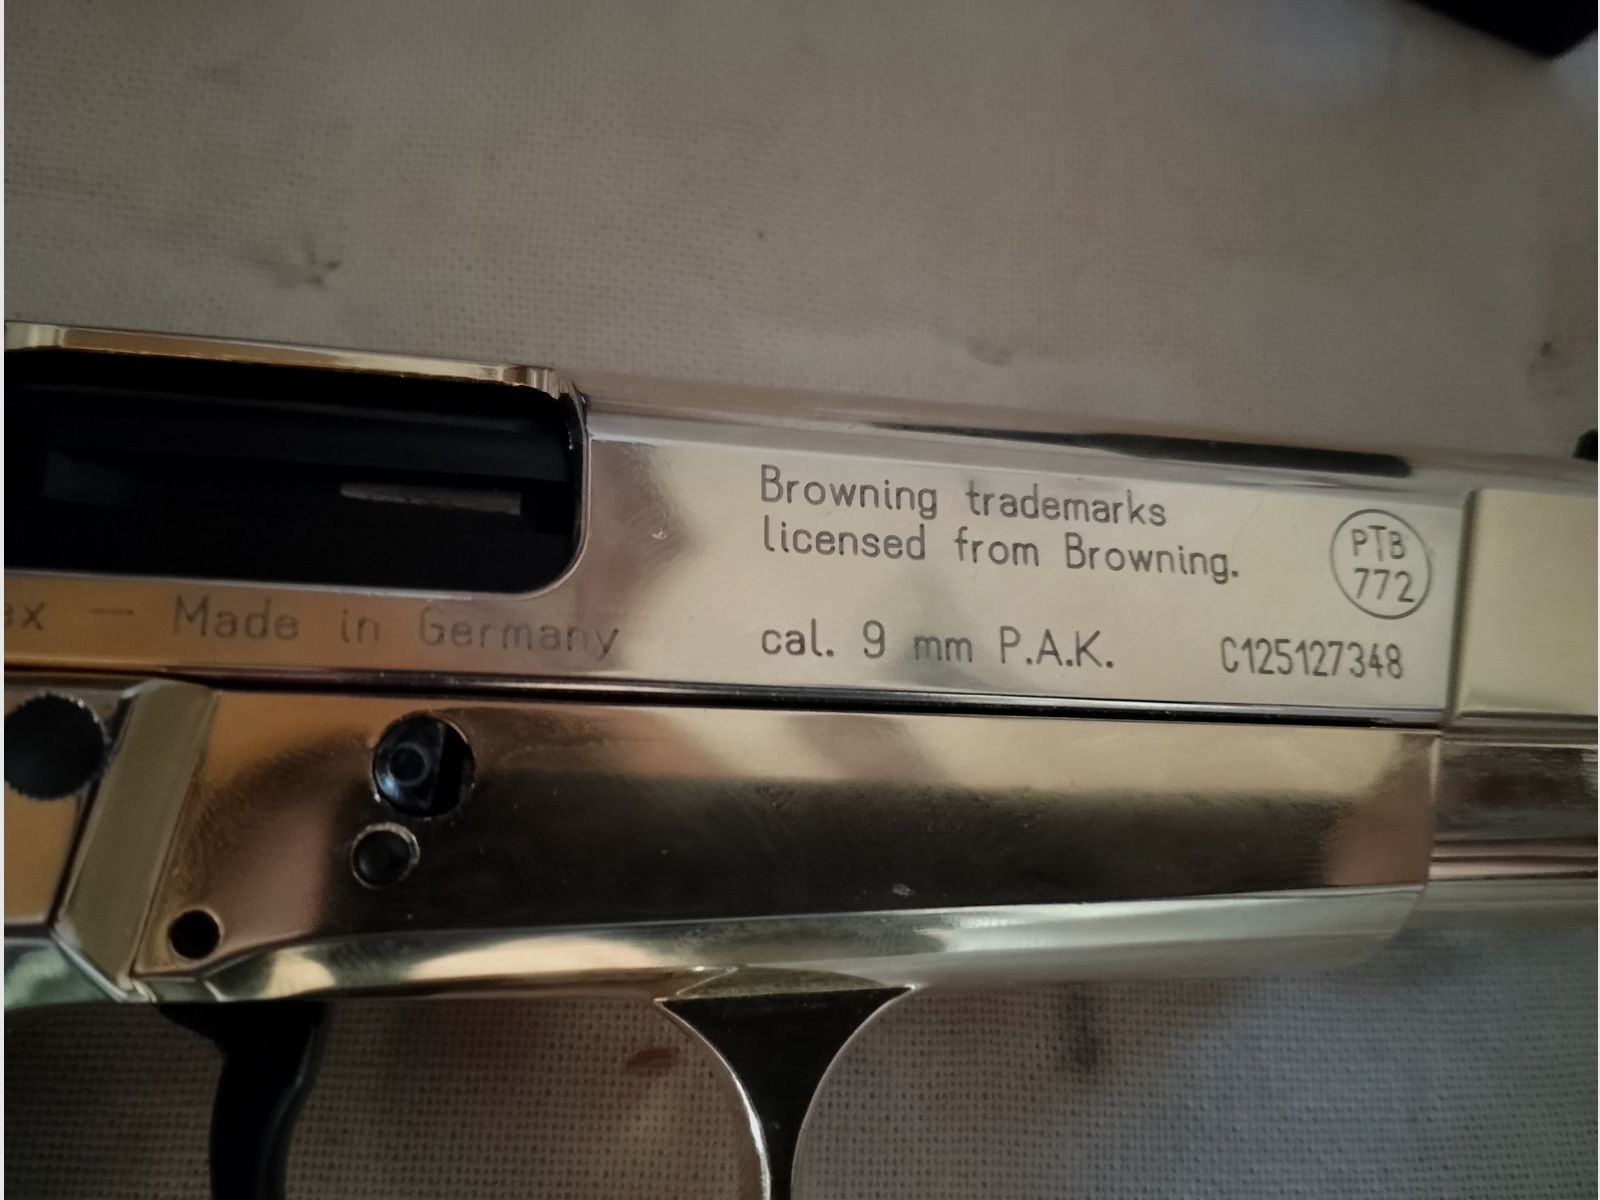 Browning trademarks
licensed from Browning.
PTB
772
- Made in Germany
cal. 9 mm P.A.K.
C125127348